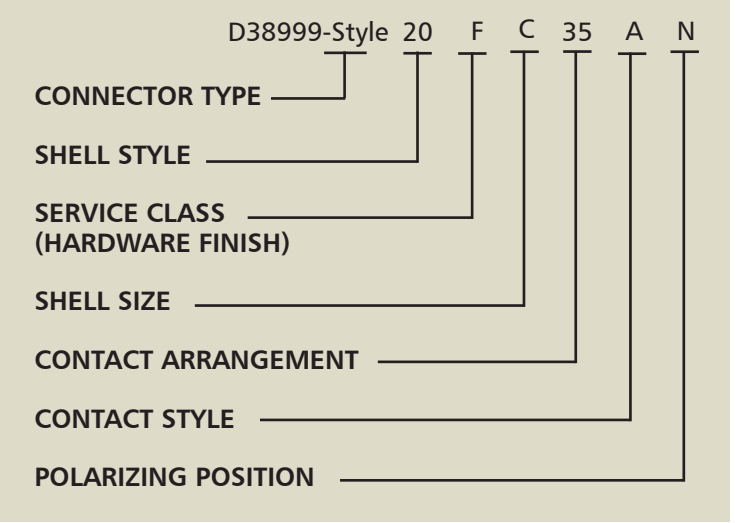 D38999-Style 20 F C 35 A N
CONNECTOR TYPE
SHELL STYLE
SERVICE CLASS
(HARDWARE FINISH)
SHELL SIZE
CONTACT ARRANGEMENT
CONTACT STYLE
POLARIZING POSITION